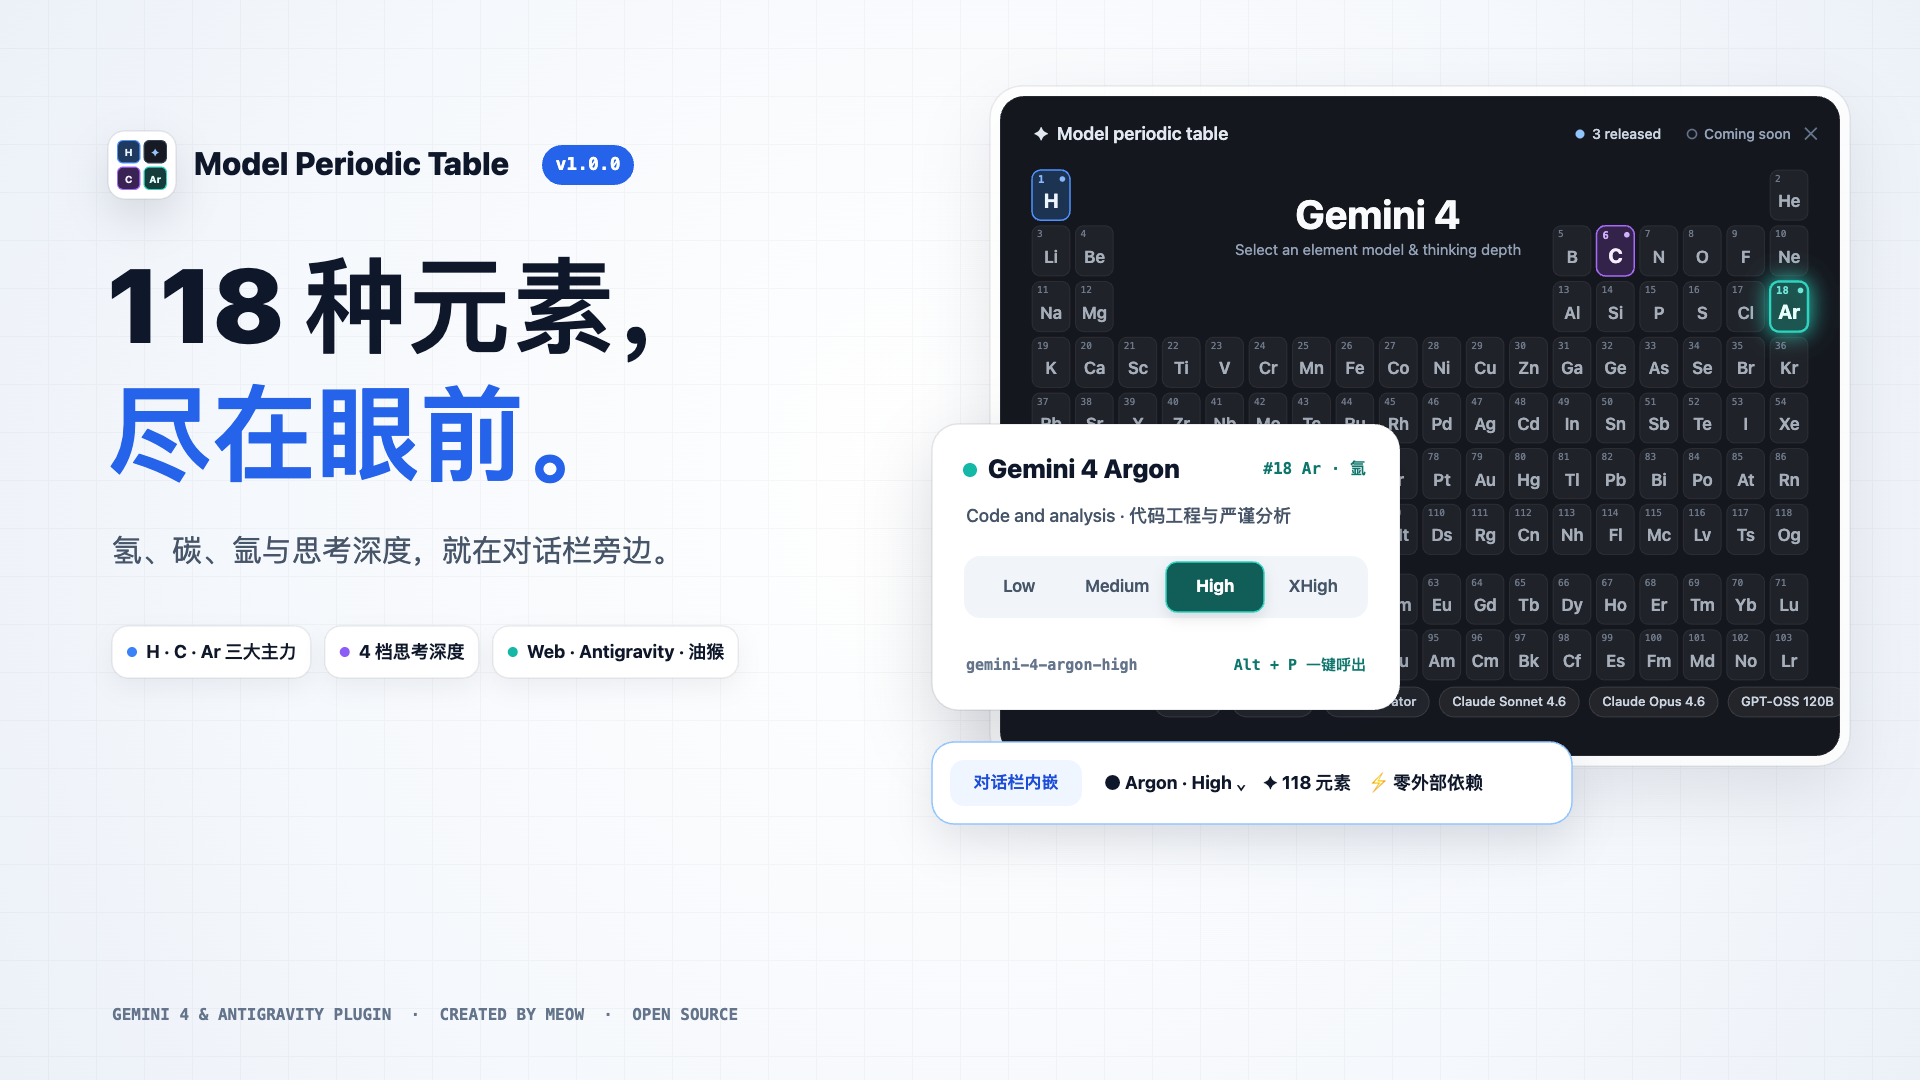 H ✦
C Ar
Model Periodic Table
v1.0.0
118 种元素，
尽在眼前。
氢、碳、氩与思考深度，就在对话栏旁边。
H · C · Ar 三大主力
4 档思考深度
Web · Antigravity · 油猴
GEMINI 4 & ANTIGRAVITY PLUGIN · CREATED BY MEOW · OPEN SOURCE
✦ Model periodic table
3 released
Coming soon
Gemini 4
Select an element model & thinking depth
1 2
H He
3 4 5 6 7 8 9 10
Li Be B C N O F Ne
11 12 13 14 15 16 17 18
Na Mg Al Si P S Cl Ar
19 20 21 22 23 24 25 26 27 28 29 30 31 32 33 34 35 36
K Ca Sc Ti V Cr Mn Fe Co Ni Cu Zn Ga Ge As Se Br Kr
37 38 39 40 41 42 43 44 45 46 47 48 49 50 51 52 53 54
Rb Sr Y Zr Nb Mo Tc Ru Rh Pd Ag Cd In Sn Sb Te I Xe
78 79 80 81 82 83 84 85 86
Pt Au Hg Tl Pb Bi Po At Rn
110 111 112 113 114 115 116 117 118
Ds Rg Cn Nh Fl Mc Lv Ts Og
63 64 65 66 67 68 69 70 71
Eu Gd Tb Dy Ho Er Tm Yb Lu
95 96 97 98 99 100 101 102 103
Am Cm Bk Cf Es Fm Md No Lr
Claude Sonnet 4.6
Claude Opus 4.6
GPT-OSS 120B
Gemini 4 Argon
#18 Ar · 氩
Code and analysis · 代码工程与严谨分析
Low Medium High XHigh
gemini-4-argon-high
Alt + P 一键呼出
对话栏内嵌
Argon · High
✦ 118 元素
⚡ 零外部依赖